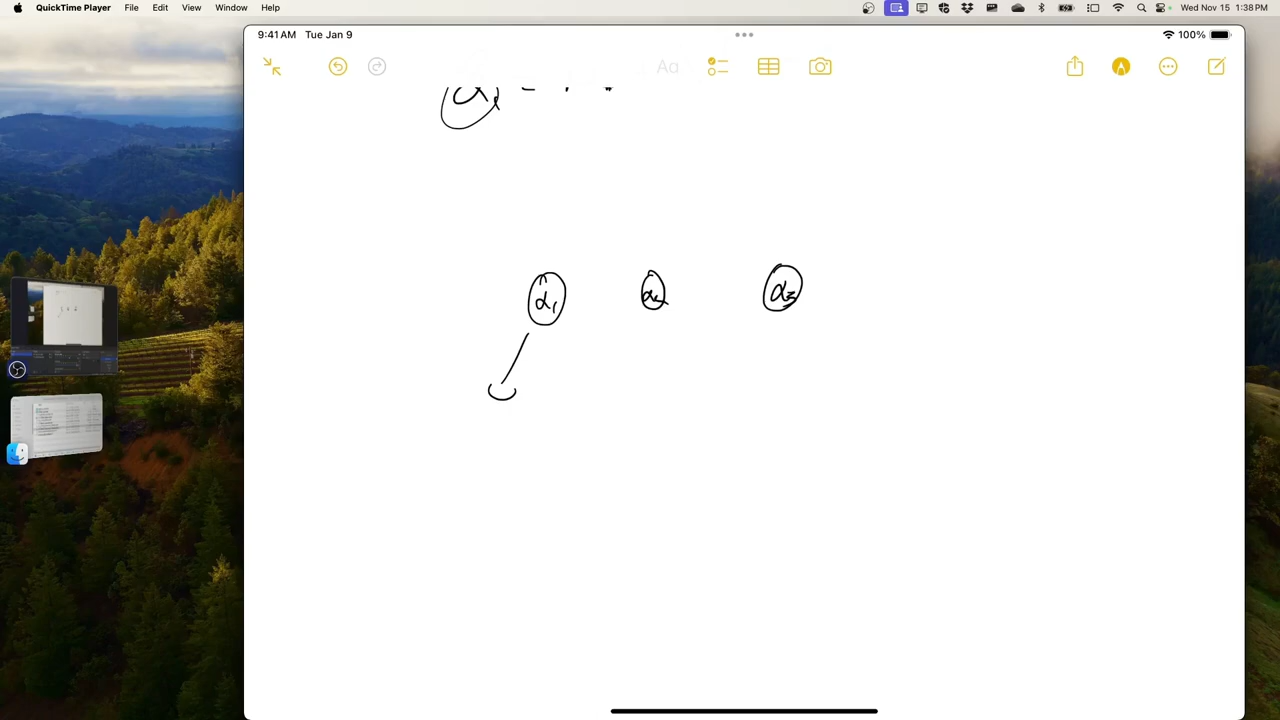 QuickTime Player File Edit View Window Help Wed Nov 15 1:38 PM
9:41 AM Tue Jan 9 100%
Aa
α₁ α₂ α₃